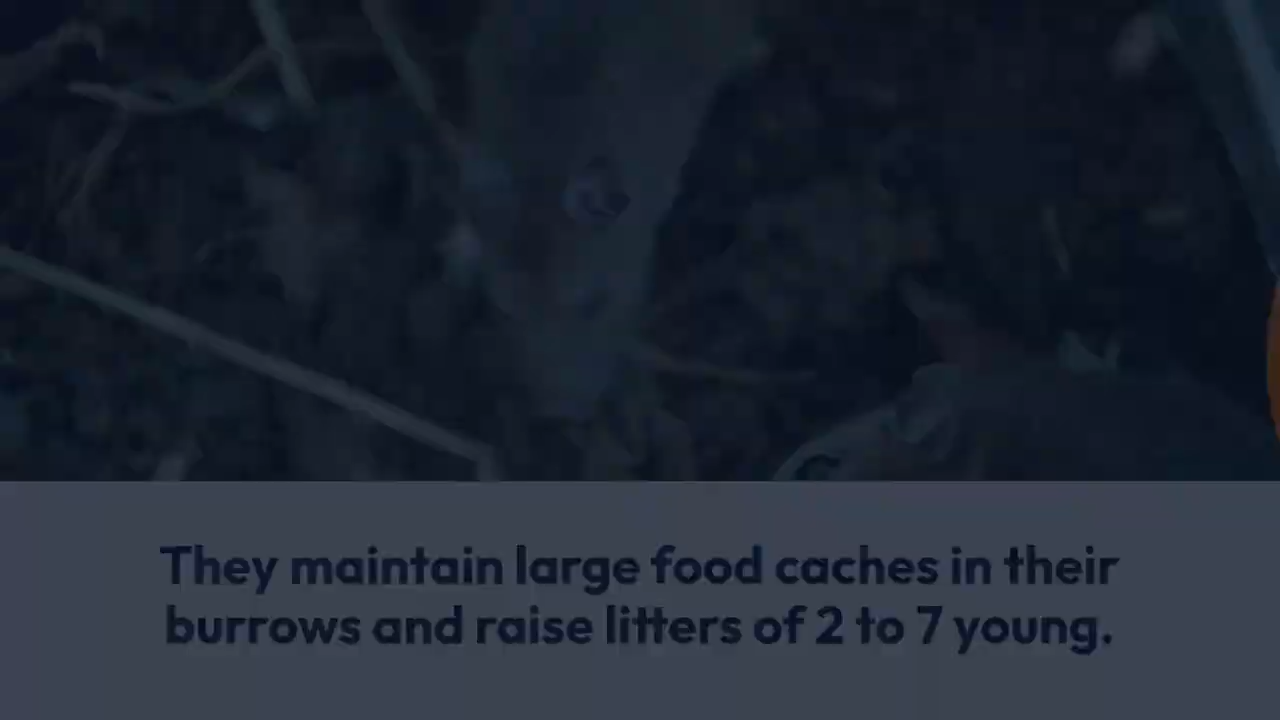 They maintain large food caches in their
burrows and raise litters of 2 to 7 young.